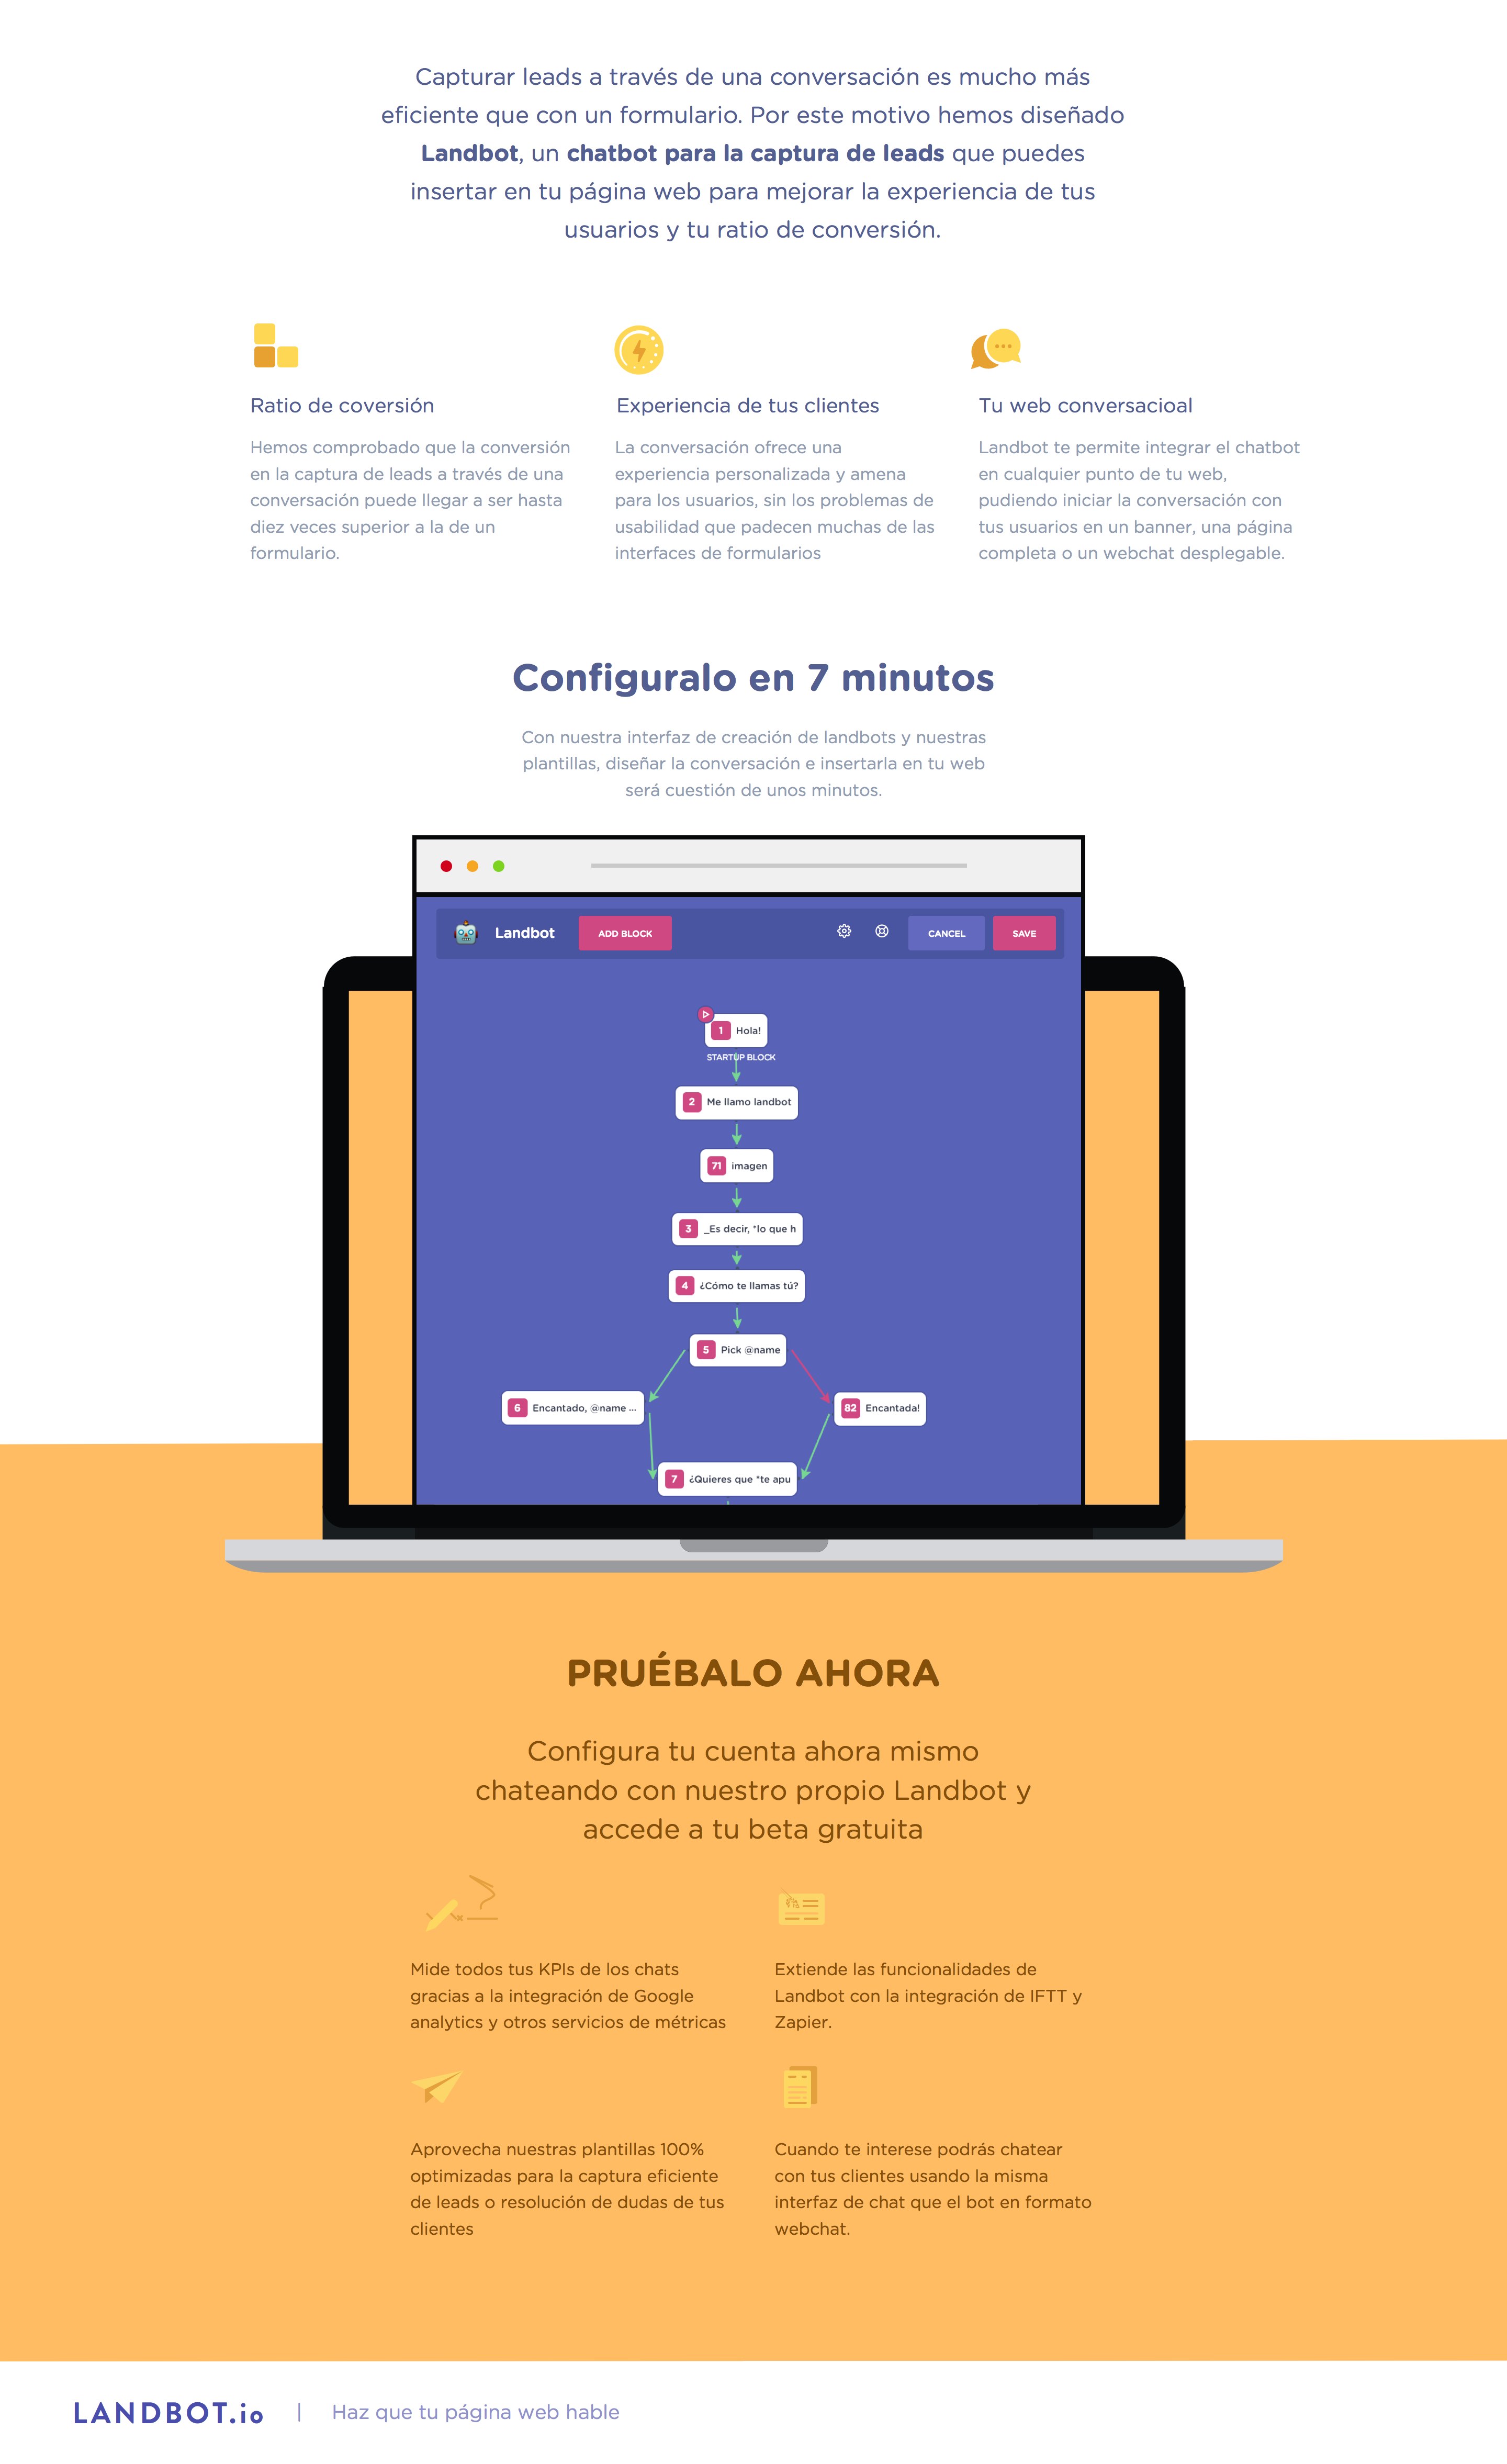 Capturar leads a través de una conversación es mucho más
eficiente que con un formulario. Por este motivo hemos diseñado
Landbot, un chatbot para la captura de leads que puedes
insertar en tu página web para mejorar la experiencia de tus
usuarios y tu ratio de conversión.
Ratio de coversión
Hemos comprobado que la conversión
en la captura de leads a través de una
conversación puede llegar a ser hasta
diez veces superior a la de un
formulario.
Experiencia de tus clientes
La conversación ofrece una
experiencia personalizada y amena
para los usuarios, sin los problemas de
usabilidad que padecen muchas de las
interfaces de formularios
Tu web conversacioal
Landbot te permite integrar el chatbot
en cualquier punto de tu web,
pudiendo iniciar la conversación con
tus usuarios en un banner, una página
completa o un webchat desplegable.
Configuralo en 7 minutos
Con nuestra interfaz de creación de landbots y nuestras
plantillas, diseñar la conversación e insertarla en tu web
será cuestión de unos minutos.
Landbot ADD BLOCK CANCEL SAVE
1 Hola!
STARTUP BLOCK
2 Me llamo landbot
71 imagen
3 _Es decir, *lo que h
4 ¿Cómo te llamas tú?
5 Pick @name
6 Encantado, @name ...
82 Encantada!
7 ¿Quieres que *te apu
PRUÉBALO AHORA
Configura tu cuenta ahora mismo
chateando con nuestro propio Landbot y
accede a tu beta gratuita
Mide todos tus KPIs de los chats
gracias a la integración de Google
analytics y otros servicios de métricas
Extiende las funcionalidades de
Landbot con la integración de IFTT y
Zapier.
Aprovecha nuestras plantillas 100%
optimizadas para la captura eficiente
de leads o resolución de dudas de tus
clientes
Cuando te interese podrás chatear
con tus clientes usando la misma
interfaz de chat que el bot en formato
webchat.
LANDBOT.io | Haz que tu página web hable